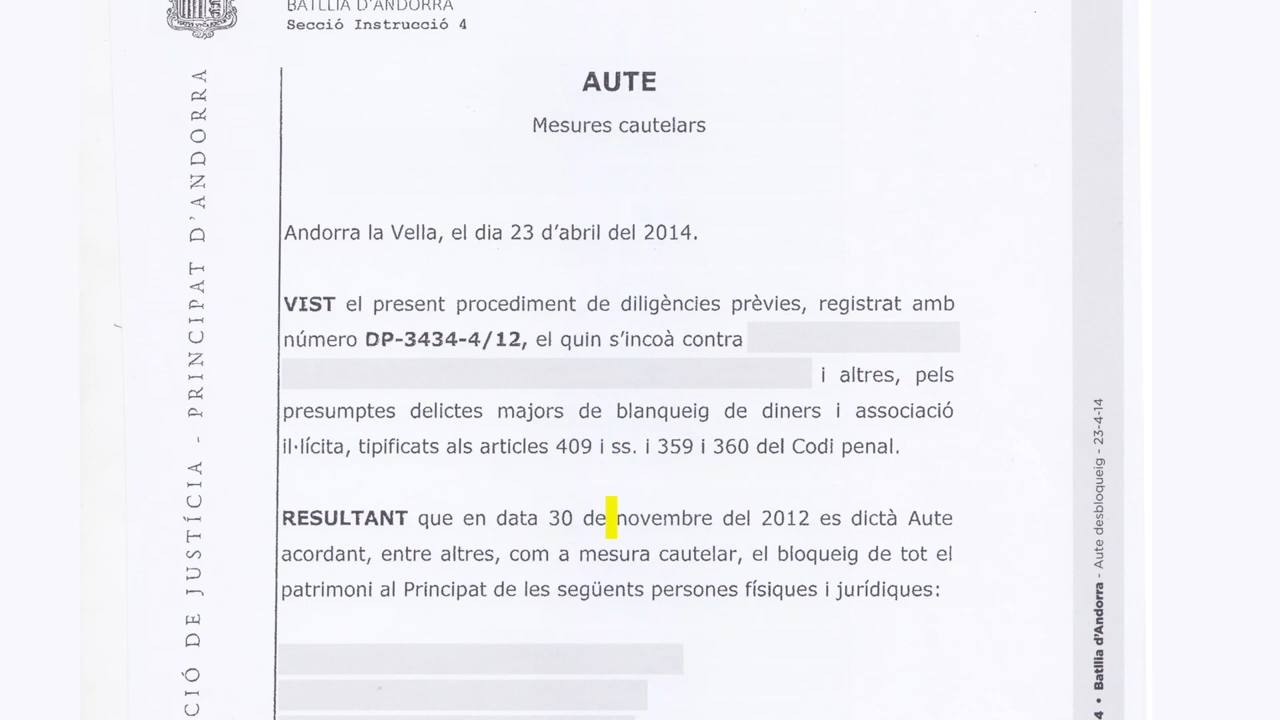 BATLLIA D'ANDORRA
Secció Instrucció 4
AUTE
Mesures cautelars
Andorra la Vella, el dia 23 d'abril del 2014.
VIST el present procediment de diligències prèvies, registrat amb
número DP-3434-4/12, el quin s'incoà contra
i altres, pels
presumptes delictes majors de blanqueig de diners i associació
il·lícita, tipificats als articles 409 i ss. i 359 i 360 del Codi penal.
RESULTANT que en data 30 de novembre del 2012 es dictà Aute
acordant, entre altres, com a mesura cautelar, el bloqueig de tot el
patrimoni al Principat de les següents persones físiques i jurídiques:
CIÓ DE JUSTÍCIA - PRINCIPAT D'ANDORRA
4 • Batllia d'Andorra - Aute desbloqueig - 23-4-14